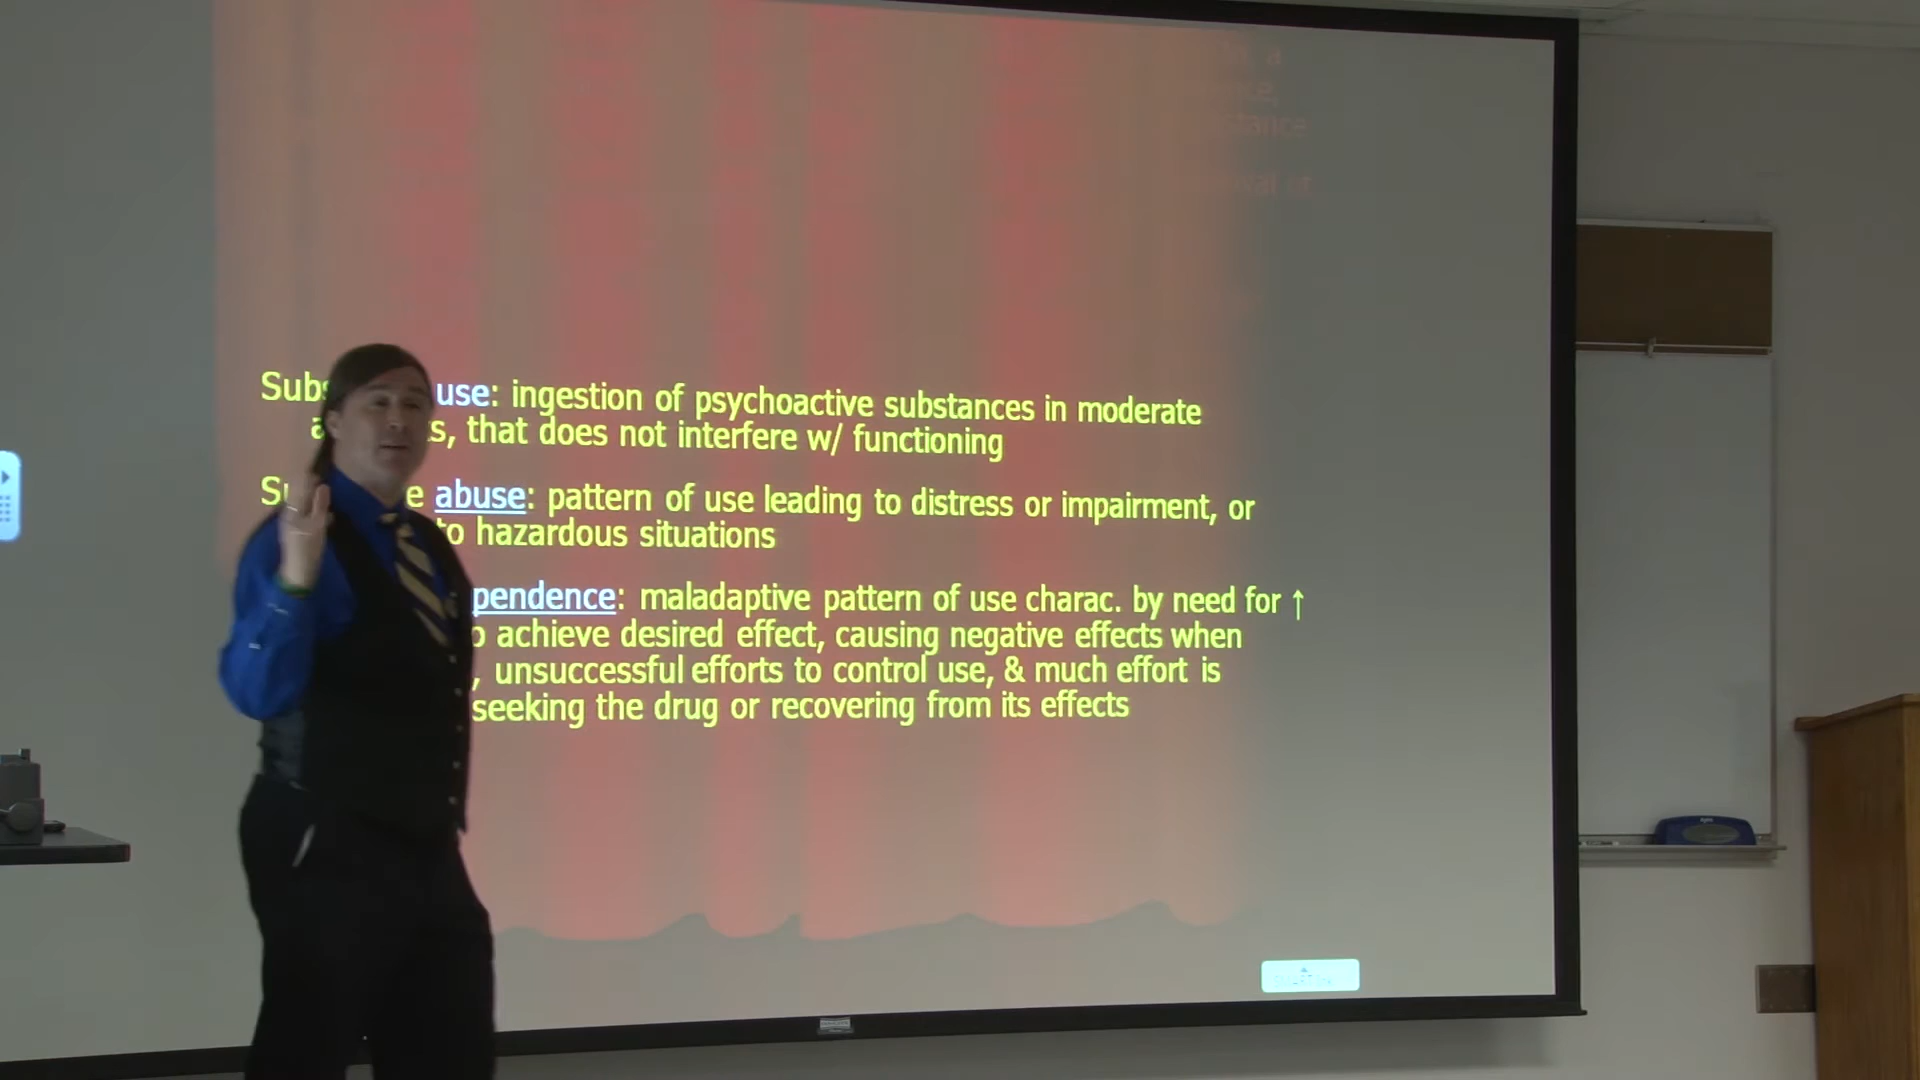 use: ingestion of psychoactive substances in moderate
s, that does not interfere w/ functioning
abuse: pattern of use leading to distress or impairment, or
to hazardous situations
pendence: maladaptive pattern of use charac. by need for ↑
achieve desired effect, causing negative effects when
, unsuccessful efforts to control use, & much effort is
seeking the drug or recovering from its effects